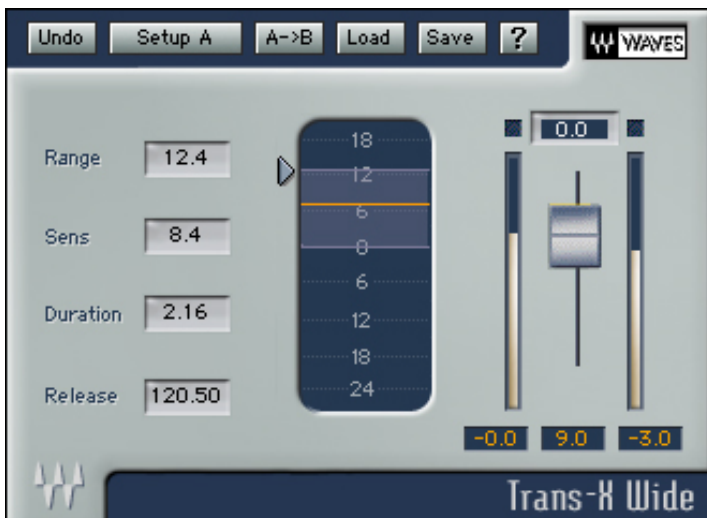 Undo Setup A A->B Load Save ? WAVES
Range 12.4
Sens 8.4
Duration 2.16
Release 120.50
18
12
6
0
6
12
18
24
0.0
-0.0 9.0 -3.0
Trans-X Wide